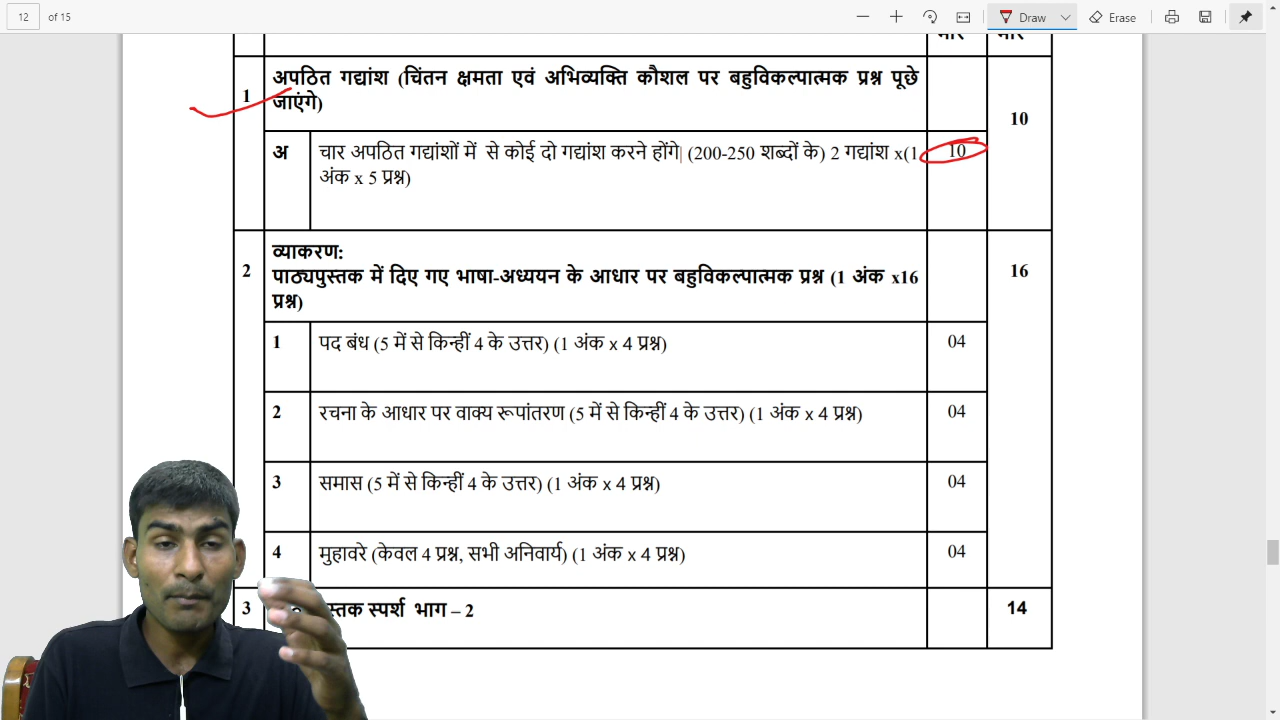 12 of 15 Draw Erase
1 अपठित गद्यांश (चिंतन क्षमता एवं अभिव्यक्ति कौशल पर बहुविकल्पात्मक प्रश्न पूछे
जाएंगे) 10
अ चार अपठित गद्यांशों में से कोई दो गद्यांश करने होंगे| (200-250 शब्दों के) 2 गद्यांश x(1 10
अंक x 5 प्रश्न)
2 व्याकरण: 16
पाठ्यपुस्तक में दिए गए भाषा-अध्ययन के आधार पर बहुविकल्पात्मक प्रश्न (1 अंक x16
प्रश्न)
1 पद बंध (5 में से किन्हीं 4 के उत्तर) (1 अंक x 4 प्रश्न) 04
2 रचना के आधार पर वाक्य रूपांतरण (5 में से किन्हीं 4 के उत्तर) (1 अंक x 4 प्रश्न) 04
3 समास (5 में से किन्हीं 4 के उत्तर) (1 अंक x 4 प्रश्न) 04
4 मुहावरे (केवल 4 प्रश्न, सभी अनिवार्य) (1 अंक x 4 प्रश्न) 04
3 स्पर्श भाग – 2 14